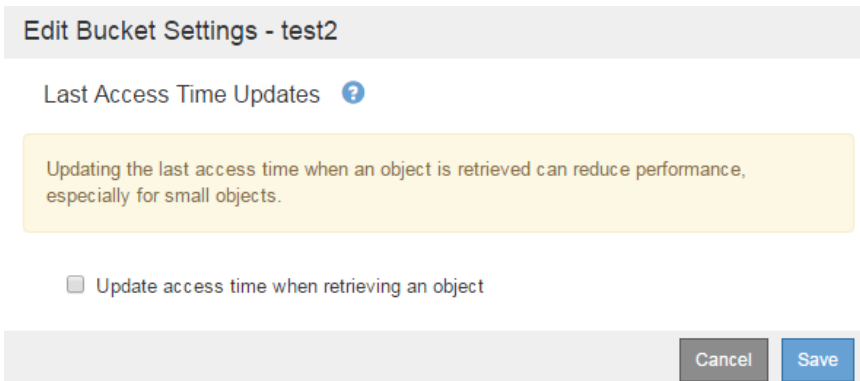 Edit Bucket Settings - test2
Last Access Time Updates
Updating the last access time when an object is retrieved can reduce performance,
especially for small objects.
Update access time when retrieving an object
Cancel Save